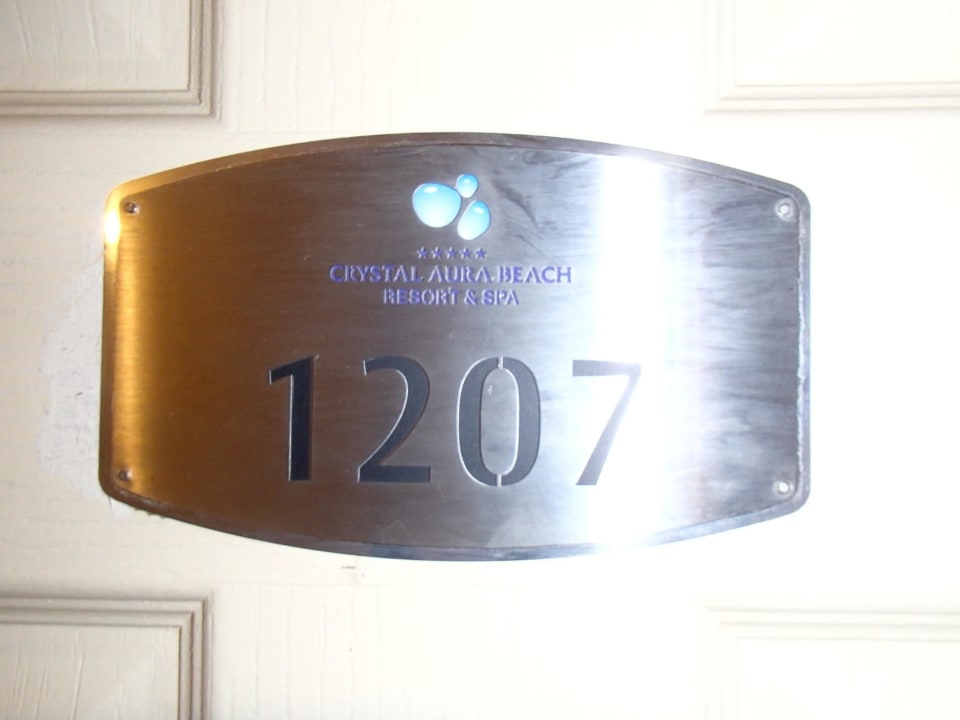 ★★★★★
CRYSTAL AURA BEACH
RESORT & SPA
1207